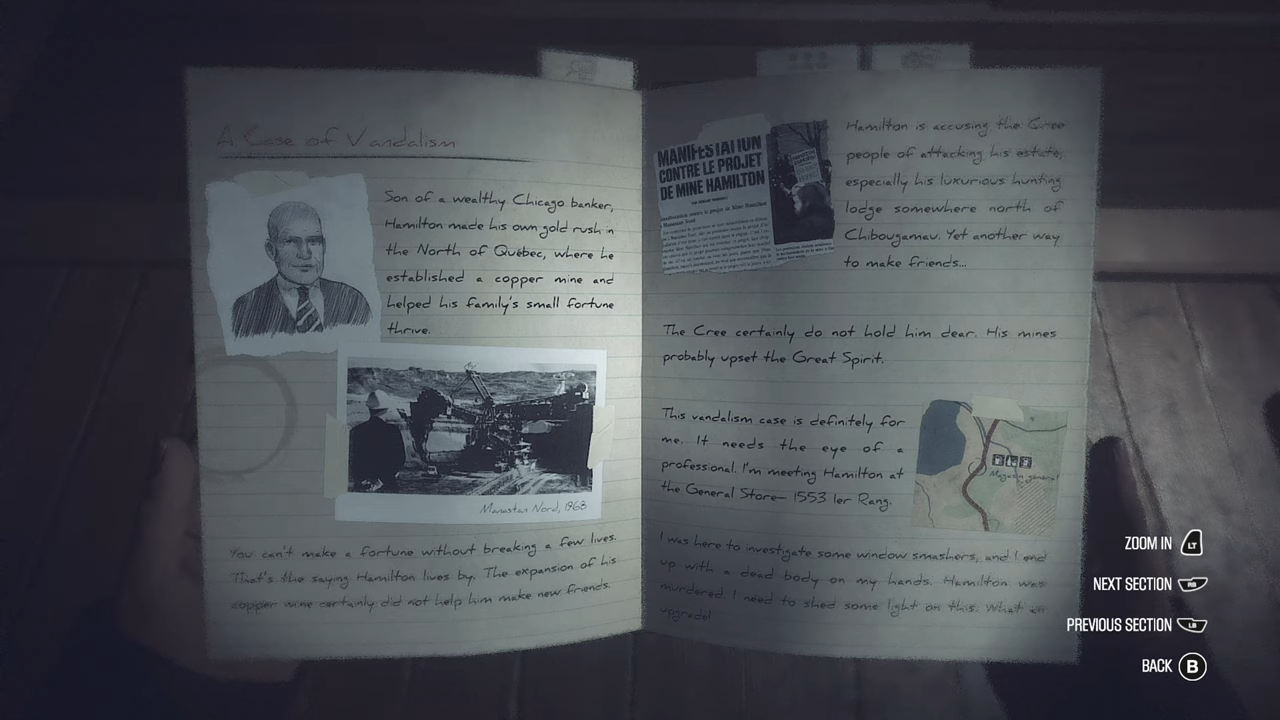 A Case of Vandalism
Son of a wealthy Chicago banker,
Hamilton made his own gold rush in
the North of Québec, where he
established a copper mine and
helped his family's small fortune
thrive.
Manastan Nord, 1963
You can't make a fortune without breaking a few lives.
That's the saying Hamilton lives by. The expansion of his
copper mine certainly did not help him make new friends.
MANIFESTATION
CONTRE LE PROJET
DE MINE HAMILTON
Hamilton is accusing the Cree
people of attacking his estate,
especially his luxurious hunting
lodge somewhere north of
Chibougamau. Yet another way
to make friends...
The Cree certainly do not hold him dear. His mines
probably upset the Great Spirit.
This vandalism case is definitely for
me. It needs the eye of a
professional. I'm meeting Hamilton at
the General Store— 1553 1er Rang.
Magasin général
I was here to investigate some window smashers, and I end
up with a dead body on my hands. Hamilton was
murdered. I need to shed some light on this. What an
upgrade!
ZOOM IN LT
NEXT SECTION RB
PREVIOUS SECTION LB
BACK B